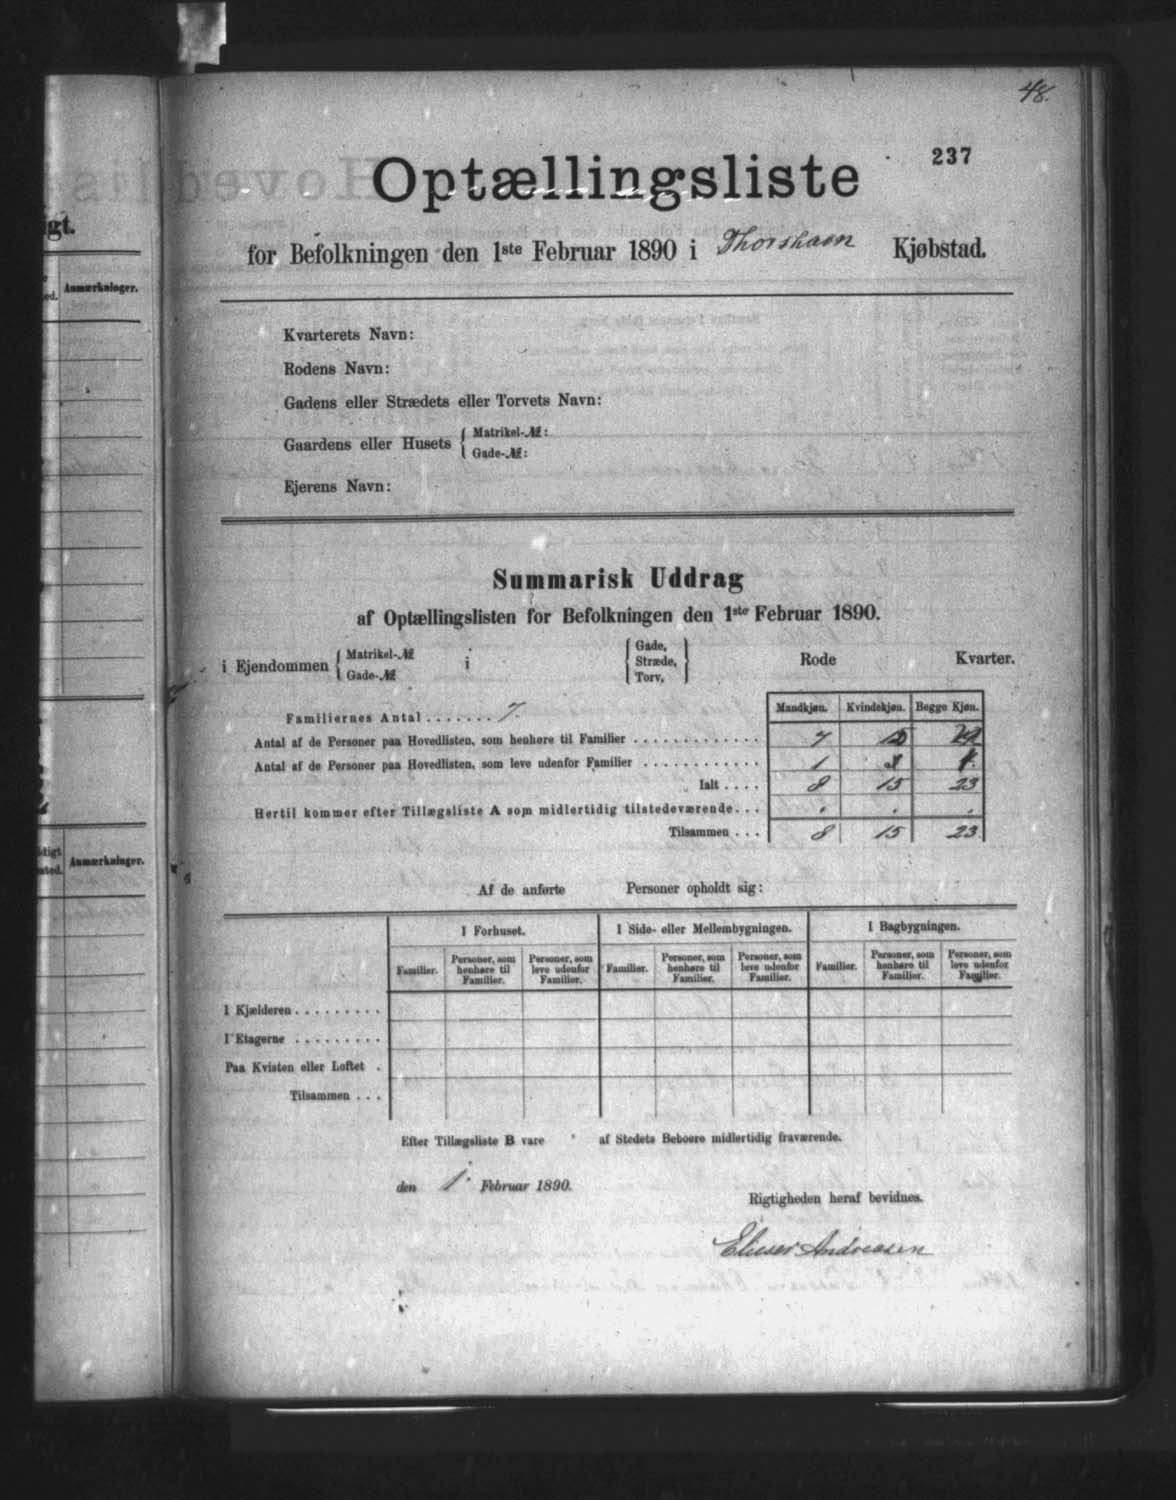 48.
237
Optællingsliste
for Befolkningen den 1ste Februar 1890 i Thorshavn Kjøbstad.
Kvarterets Navn:
Rodens Navn:
Gadens eller Strædets eller Torvets Navn:
Gaardens eller Husets { Matrikel-№:
Gade-№:
Ejerens Navn:
Summarisk Uddrag
af Optællingslisten for Befolkningen den 1ste Februar 1890.
i Ejendommen { Matrikel-№ Gade-№ i { Gade, Stræde, Torv, } Rode Kvarter.
Mandkjøn. Kvindekjøn. Begge Kjøn.
Familiernes Antal ....... 7.
Antal af de Personer paa Hovedlisten, som henhøre til Familier ............. 7
Antal af de Personer paa Hovedlisten, som leve udenfor Familier ............ 1
Ialt .... 8 15 23
Hertil kommer efter Tillægsliste A som midlertidig tilstedeværende... . . .
Tilsammen ... 8 15 23.
Af de anførte Personer opholdt sig:
I Forhuset. I Side- eller Mellembygningen. I Bagbygningen.
Familier. Personer, som henhøre til Familier. Personer, som leve udenfor Familier. Familier. Personer, som henhøre til Familier. Personer, som leve udenfor Familier. Familier. Personer, som henhøre til Familier. Personer, som leve udenfor Familier.
I Kjælderen .........
I Etagerne .........
Paa Kvisten eller Loftet .
Tilsammen ...
Efter Tillægsliste B vare af Stedets Beboere midlertidig fraværende.
den 1. Februar 1890.
Rigtigheden heraf bevidnes.
Elieser Andreasen
Anmærkninger.
Anmærkninger.